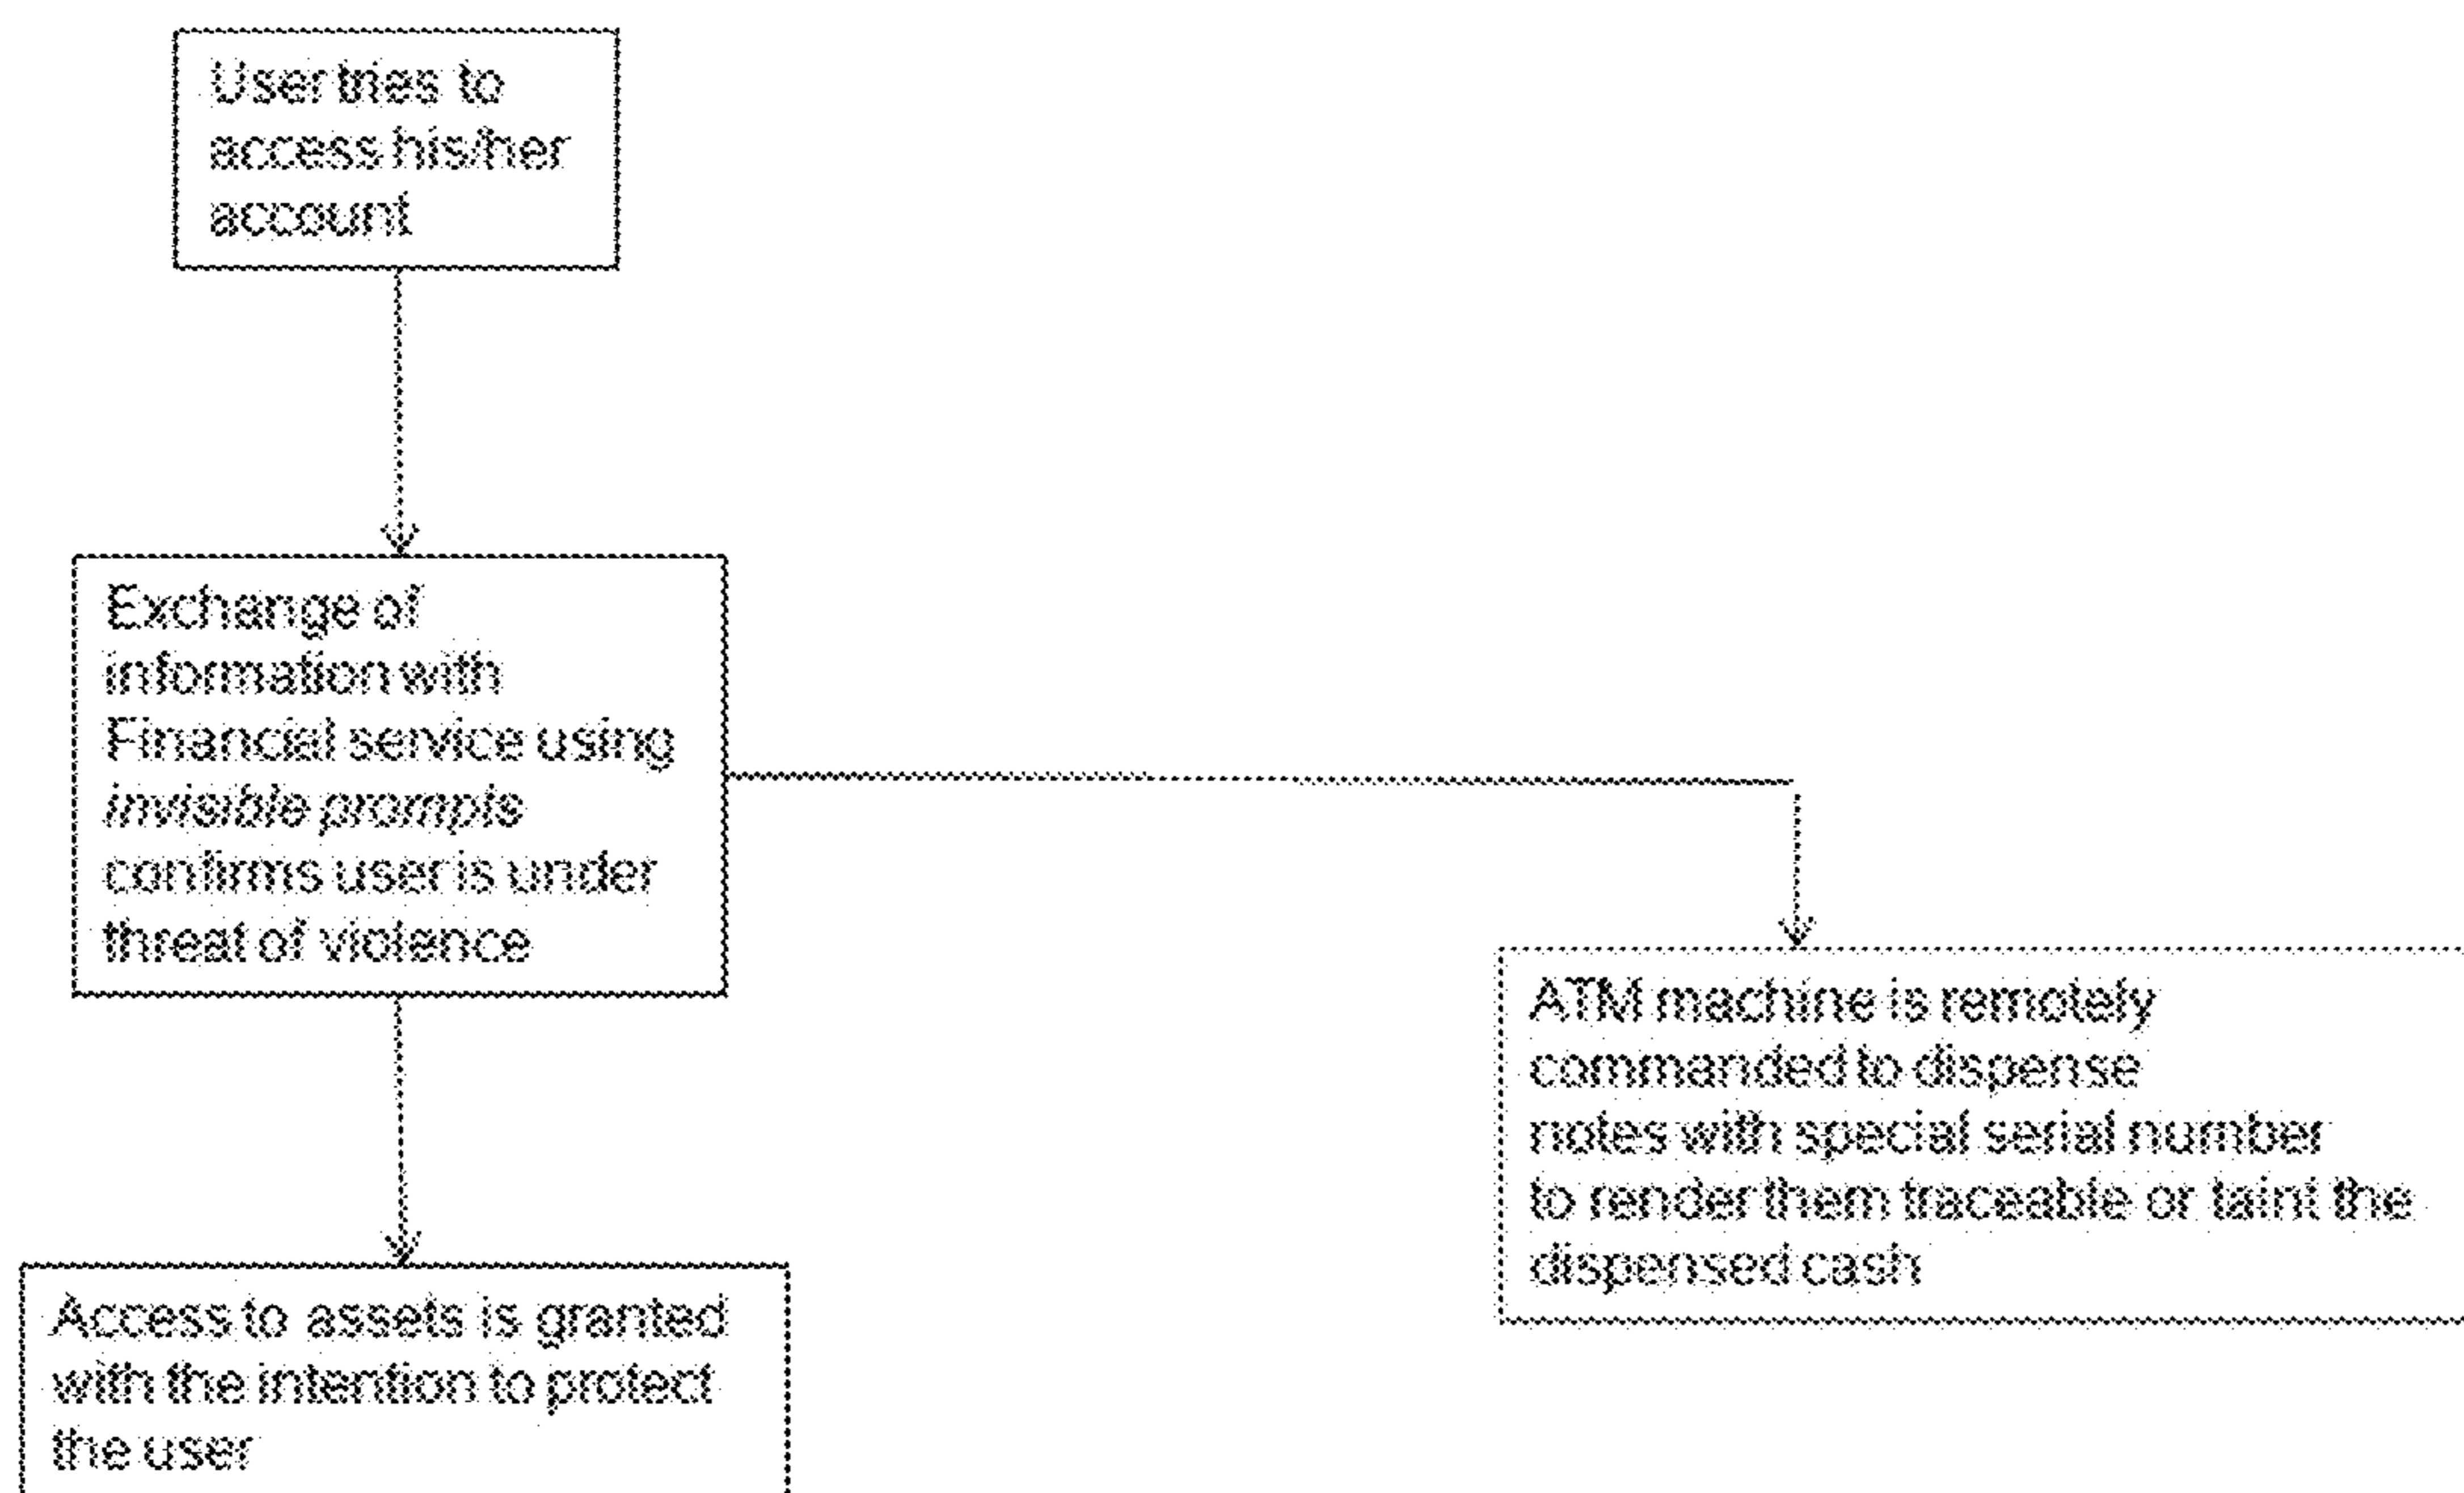 User tries to
access his/her
account
Exchange of
information with
Financial service using
invisible prompts
confirms user is under
threat of violence
ATM machine is remotely
commanded to dispense
notes with special serial number
to render them traceable or taint the
dispensed cash
Access to assets is granted
with the intention to protect
the user